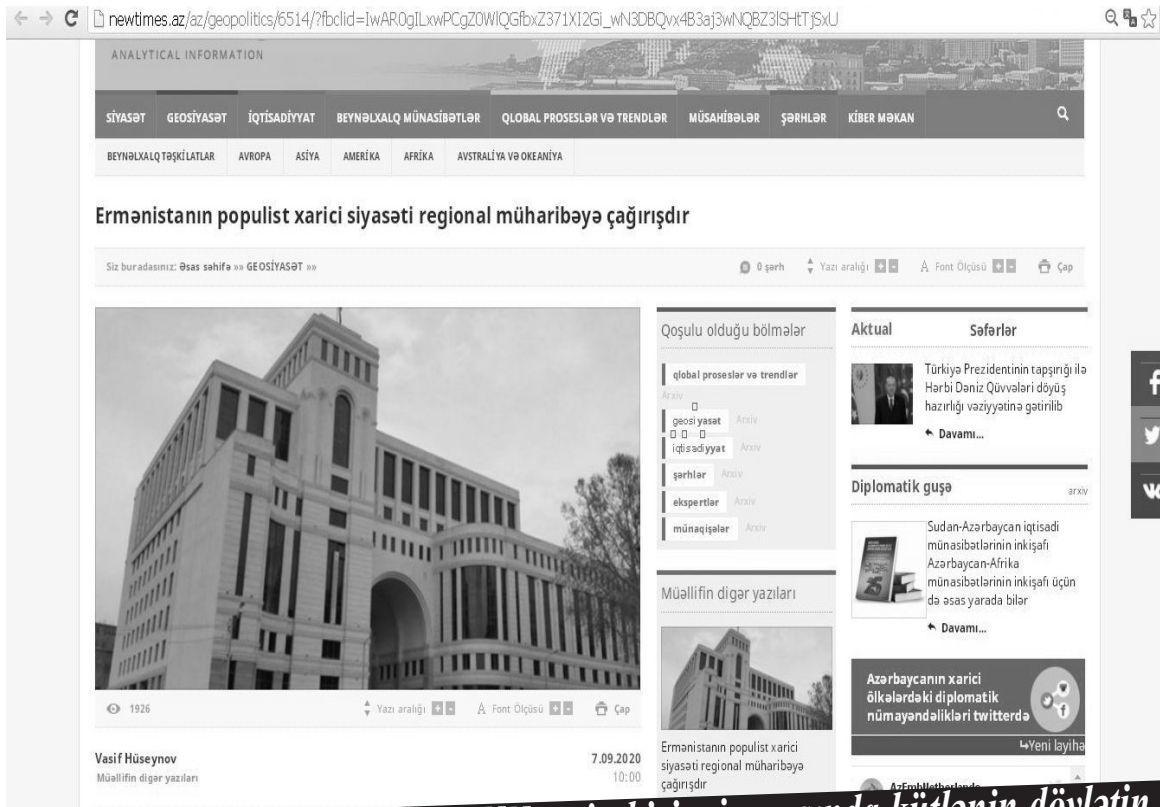 newtimes.az/az/geopolitics/6514/?fbclid=IwAR0gILxwPCgZ0WlQGfbxZ371XI2Gi_wN3DBQvx4B3aj3wNQBZ3lSHtTjSxU
ANALYTICAL INFORMATION
SİYASƏT GEOSİYASƏT İQTİSADİYYAT BEYNƏLXALQ MÜNASİBƏTLƏR QLOBAL PROSESLƏR VƏ TRENDLƏR MÜSAHİBƏLƏR ŞƏRHLƏR KİBER MƏKAN
BEYNƏLXALQ TƏŞKİLATLAR AVROPA ASİYA AMERİKA AFRİKA AVSTRALİYA VƏ OKEANİYA
Ermənistanın populist xarici siyasəti regional müharibəyə çağırışdır
Siz buradasınız: Əsas səhifə »» GEOSİYASƏT »»
0 şərh Yazı aralığı + - A Font Ölçüsü + - Çap
1926 Yazı aralığı + - A Font Ölçüsü + - Çap
Vasif Hüseynov 7.09.2020
Müəllifin digər yazıları 10:00
Qoşulu olduğu bölmələr
qlobal proseslər və trendlər
Arxiv
geosiyasət Arxiv
iqtisadiyyat Arxiv
şərhlər Arxiv
ekspertlər Arxiv
münaqişələr Arxiv
Müəllifin digər yazıları
Ermənistanın populist xarici
siyasəti regional müharibəyə
çağırışdır
Aktual Səfərlər
Türkiyə Prezidentinin tapşırığı ilə
Hərbi Dəniz Qüvvələri döyüş
hazırlığı vəziyyətinə gətirilib
Davamı...
Diplomatik guşə arxiv
Sudan-Azərbaycan iqtisadi
münasibətlərinin inkişafı
Azərbaycan-Afrika
münasibətlərinin inkişafı üçün
də əsas yarada bilər
Davamı...
Azərbaycanın xarici
ölkələrdəki diplomatik
nümayəndəlikləri twitterdə
Yeni layihə
kütlənin dövlətin